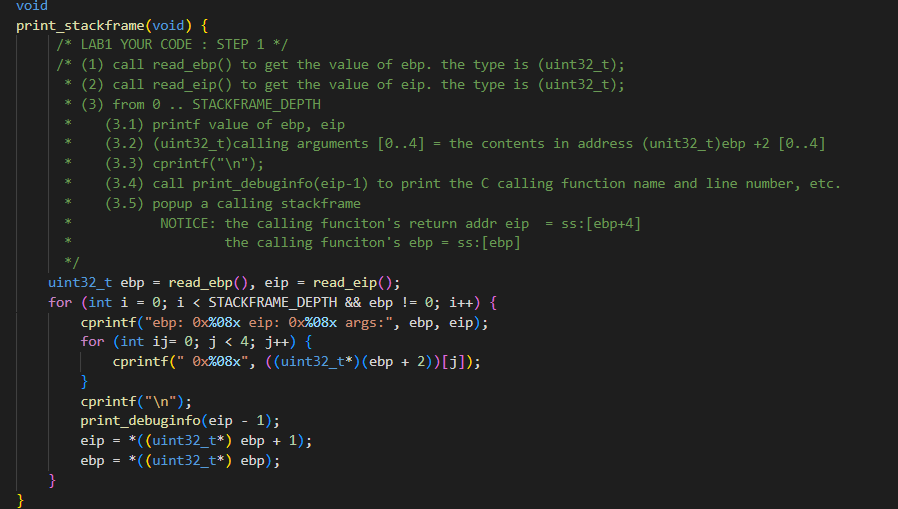 void
print_stackframe(void) {
/* LAB1 YOUR CODE : STEP 1 */
/* (1) call read_ebp() to get the value of ebp. the type is (uint32_t);
* (2) call read_eip() to get the value of eip. the type is (uint32_t);
* (3) from 0 .. STACKFRAME_DEPTH
*    (3.1) printf value of ebp, eip
*    (3.2) (uint32_t)calling arguments [0..4] = the contents in address (unit32_t)ebp +2 [0..4]
*    (3.3) cprintf("\n");
*    (3.4) call print_debuginfo(eip-1) to print the C calling function name and line number, etc.
*    (3.5) popup a calling stackframe
*           NOTICE: the calling funciton's return addr eip  = ss:[ebp+4]
*                   the calling funciton's ebp = ss:[ebp]
*/
uint32_t ebp = read_ebp(), eip = read_eip();
for (int i = 0; i < STACKFRAME_DEPTH && ebp != 0; i++) {
cprintf("ebp: 0x%08x eip: 0x%08x args:", ebp, eip);
for (int ij= 0; j < 4; j++) {
cprintf(" 0x%08x", ((uint32_t*)(ebp + 2))[j]);
}
cprintf("\n");
print_debuginfo(eip - 1);
eip = *((uint32_t*) ebp + 1);
ebp = *((uint32_t*) ebp);
}
}